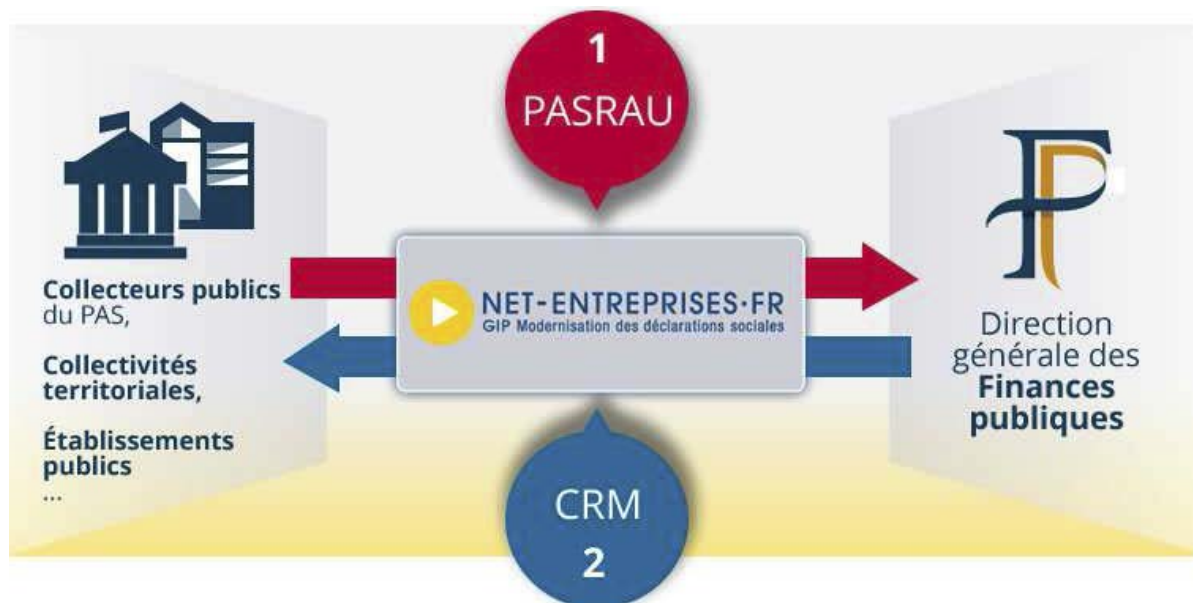 1
PASRAU
Collecteurs publics
du PAS,
Collectivités
territoriales,
Établissements
publics
...
NET-ENTREPRISES·FR
GIP Modernisation des déclarations sociales
Direction
générale des
Finances
publiques
CRM
2